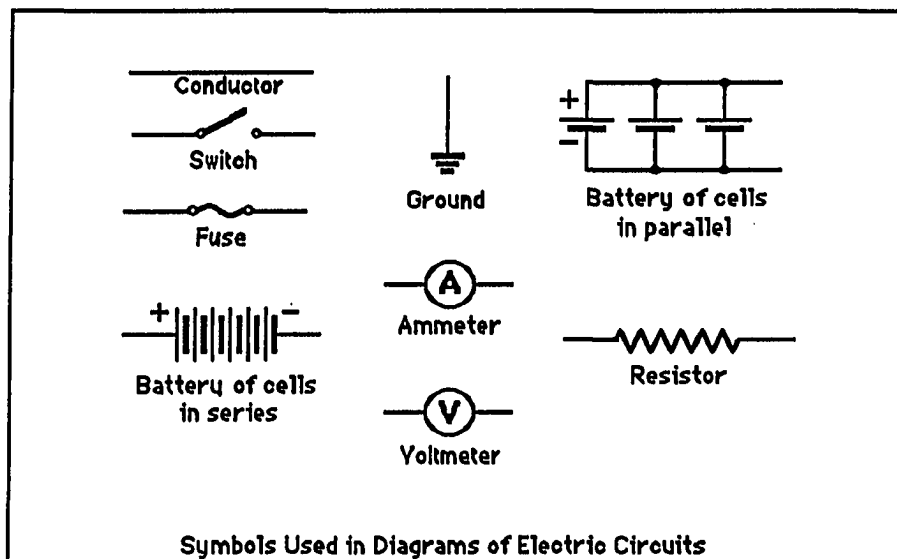 Conductor
Switch
Fuse
+ -
Battery of cells
in series
Ground
A
Ammeter
V
Voltmeter
+
-
Battery of cells
in parallel
Resistor
Symbols Used in Diagrams of Electric Circuits